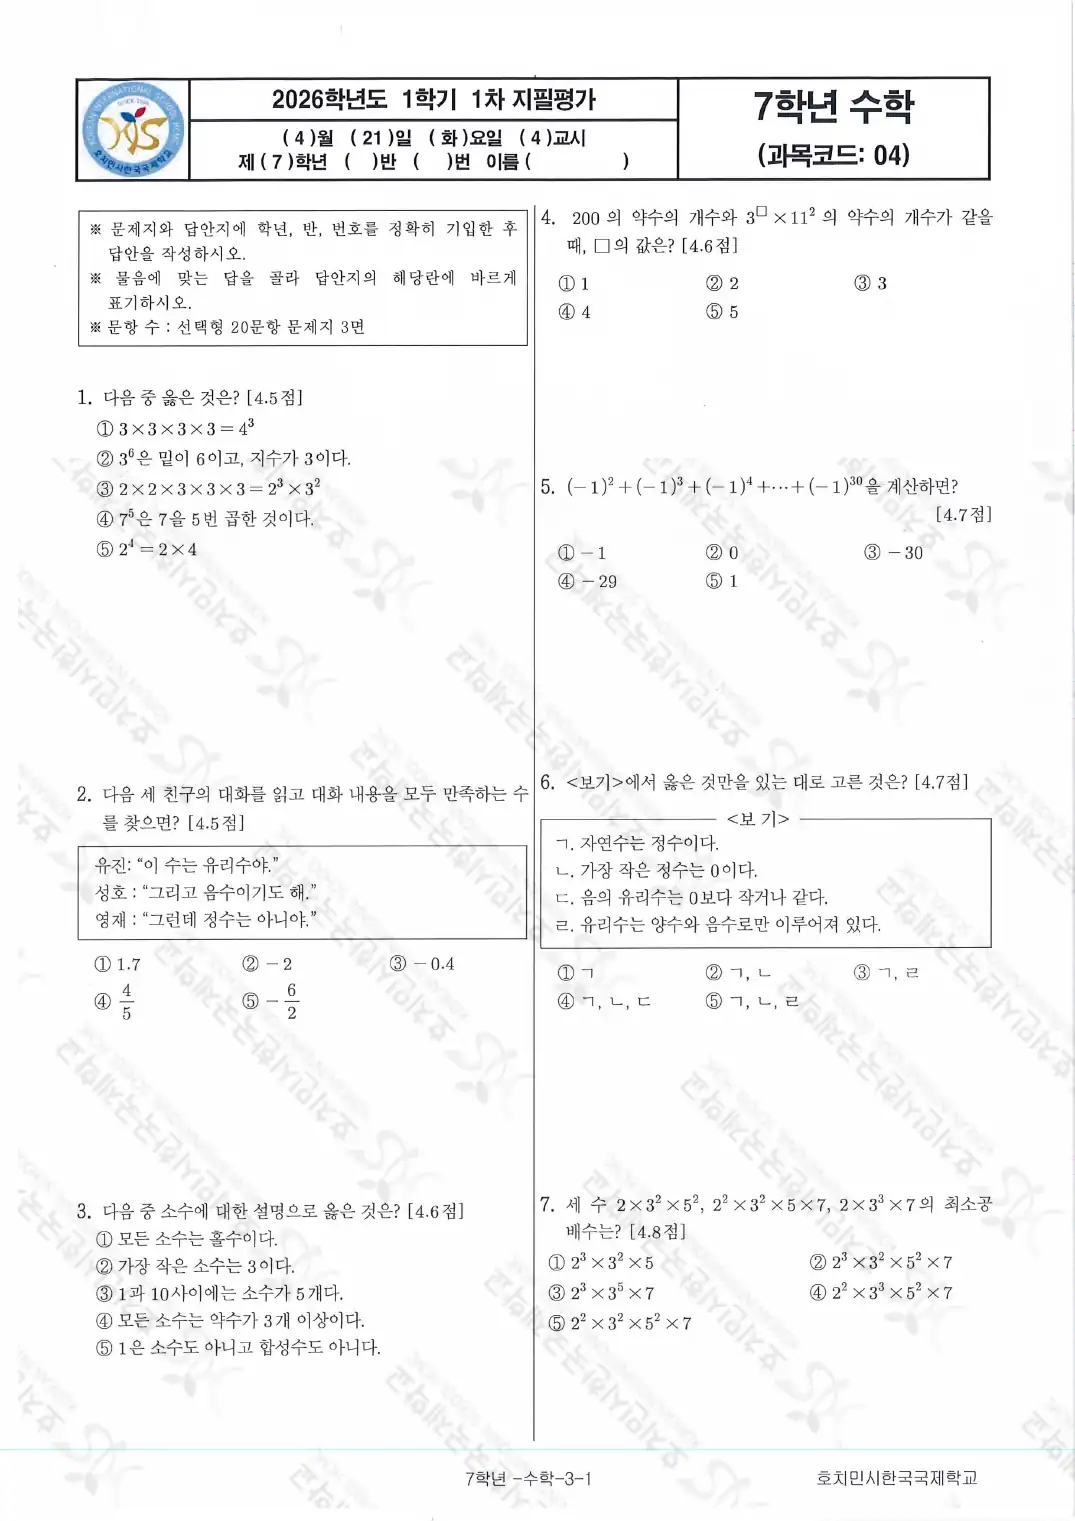 2026학년도 1학기 1차 지필평가
( 4 )월 ( 21 )일 ( 화 )요일 ( 4 )교시
제 ( 7 )학년 ( )반 ( )번 이름 ( )
7학년 수학
(과목코드: 04)
※ 문제지와 답안지에 학년, 반, 번호를 정확히 기입한 후
답안을 작성하시오.
※ 물음에 맞는 답을 골라 답안지의 해당란에 바르게
표기하시오.
※ 문항 수 : 선택형 20문항 문제지 3면
1. 다음 중 옳은 것은? [4.5점]
① 3×3×3×3=4³
② 3⁶은 밑이 6이고, 지수가 3이다.
③ 2×2×3×3×3=2³×3²
④ 7⁵은 7을 5번 곱한 것이다.
⑤ 2⁴=2×4
2. 다음 세 친구의 대화를 읽고 대화 내용을 모두 만족하는 수
를 찾으면? [4.5점]
유진: “이 수는 유리수야.”
성호 : “그리고 음수이기도 해.”
영재 : “그런데 정수는 아니야.”
① 1.7 ② −2 ③ −0.4
④ 4/5 ⑤ −6/2
3. 다음 중 소수에 대한 설명으로 옳은 것은? [4.6점]
① 모든 소수는 홀수이다.
② 가장 작은 소수는 3이다.
③ 1과 10사이에는 소수가 5개다.
④ 모든 소수는 약수가 3개 이상이다.
⑤ 1은 소수도 아니고 합성수도 아니다.
4. 200 의 약수의 개수와 3□×11² 의 약수의 개수가 같을
때, □의 값은? [4.6점]
① 1 ② 2 ③ 3
④ 4 ⑤ 5
5. (−1)²+(−1)³+(−1)⁴+⋯+(−1)³⁰을 계산하면?
[4.7점]
① −1 ② 0 ③ −30
④ −29 ⑤ 1
6. <보기>에서 옳은 것만을 있는 대로 고른 것은? [4.7점]
<보 기>
ㄱ. 자연수는 정수이다.
ㄴ. 가장 작은 정수는 0이다.
ㄷ. 음의 유리수는 0보다 작거나 같다.
ㄹ. 유리수는 양수와 음수로만 이루어져 있다.
① ㄱ ② ㄱ, ㄴ ③ ㄱ, ㄹ
④ ㄱ, ㄴ, ㄷ ⑤ ㄱ, ㄴ, ㄹ
7. 세 수 2×3²×5², 2²×3²×5×7, 2×3³×7의 최소공
배수는? [4.8점]
① 2³×3²×5 ② 2³×3²×5²×7
③ 2³×3⁵×7 ④ 2²×3³×5²×7
⑤ 2²×3²×5²×7
7학년 -수학-3-1
호치민시한국국제학교